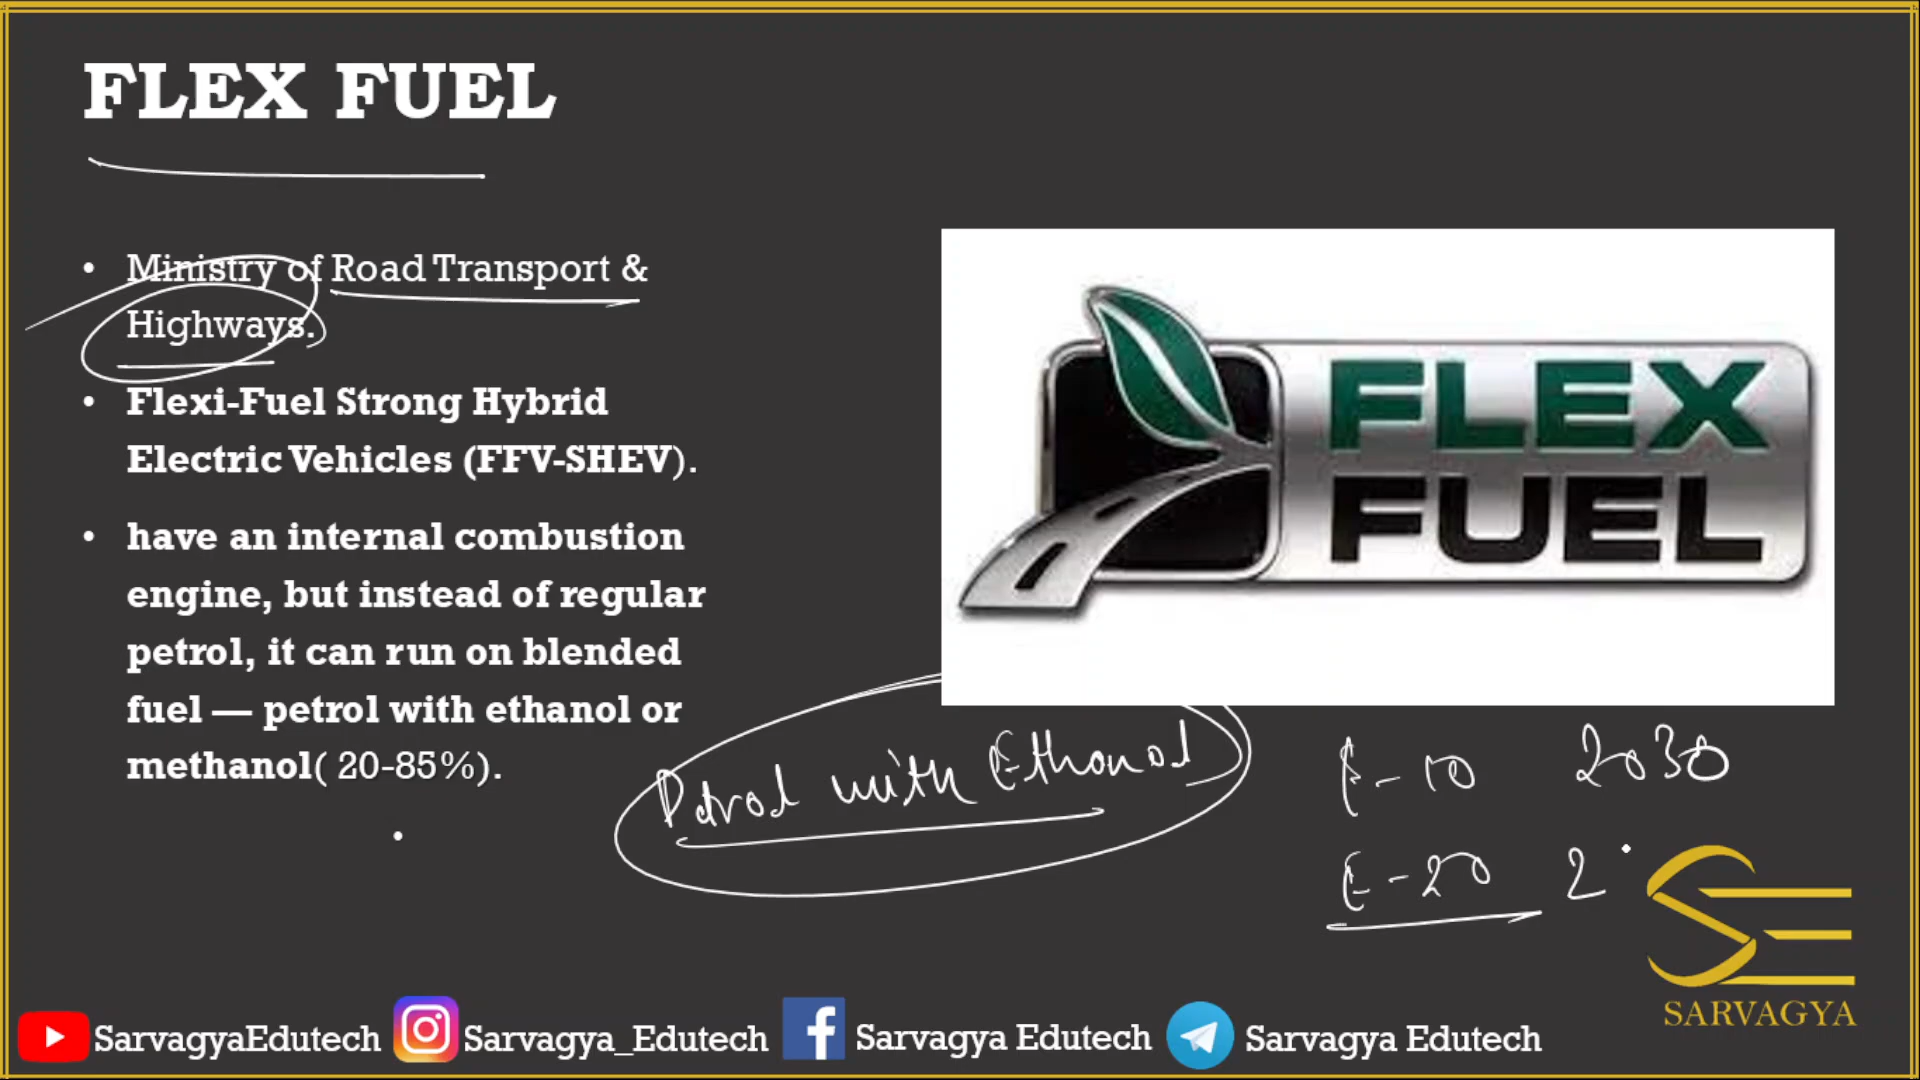 FLEX FUEL
• Ministry of Road Transport &
Highways.
• Flexi-Fuel Strong Hybrid
Electric Vehicles (FFV-SHEV).
• have an internal combustion
engine, but instead of regular
petrol, it can run on blended
fuel — petrol with ethanol or
methanol( 20-85%).
FLEX
FUEL
Petrol with Ethanol
E-10 2030
E-20 2
SARVAGYA
SarvagyaEdutech Sarvagya_Edutech Sarvagya Edutech Sarvagya Edutech